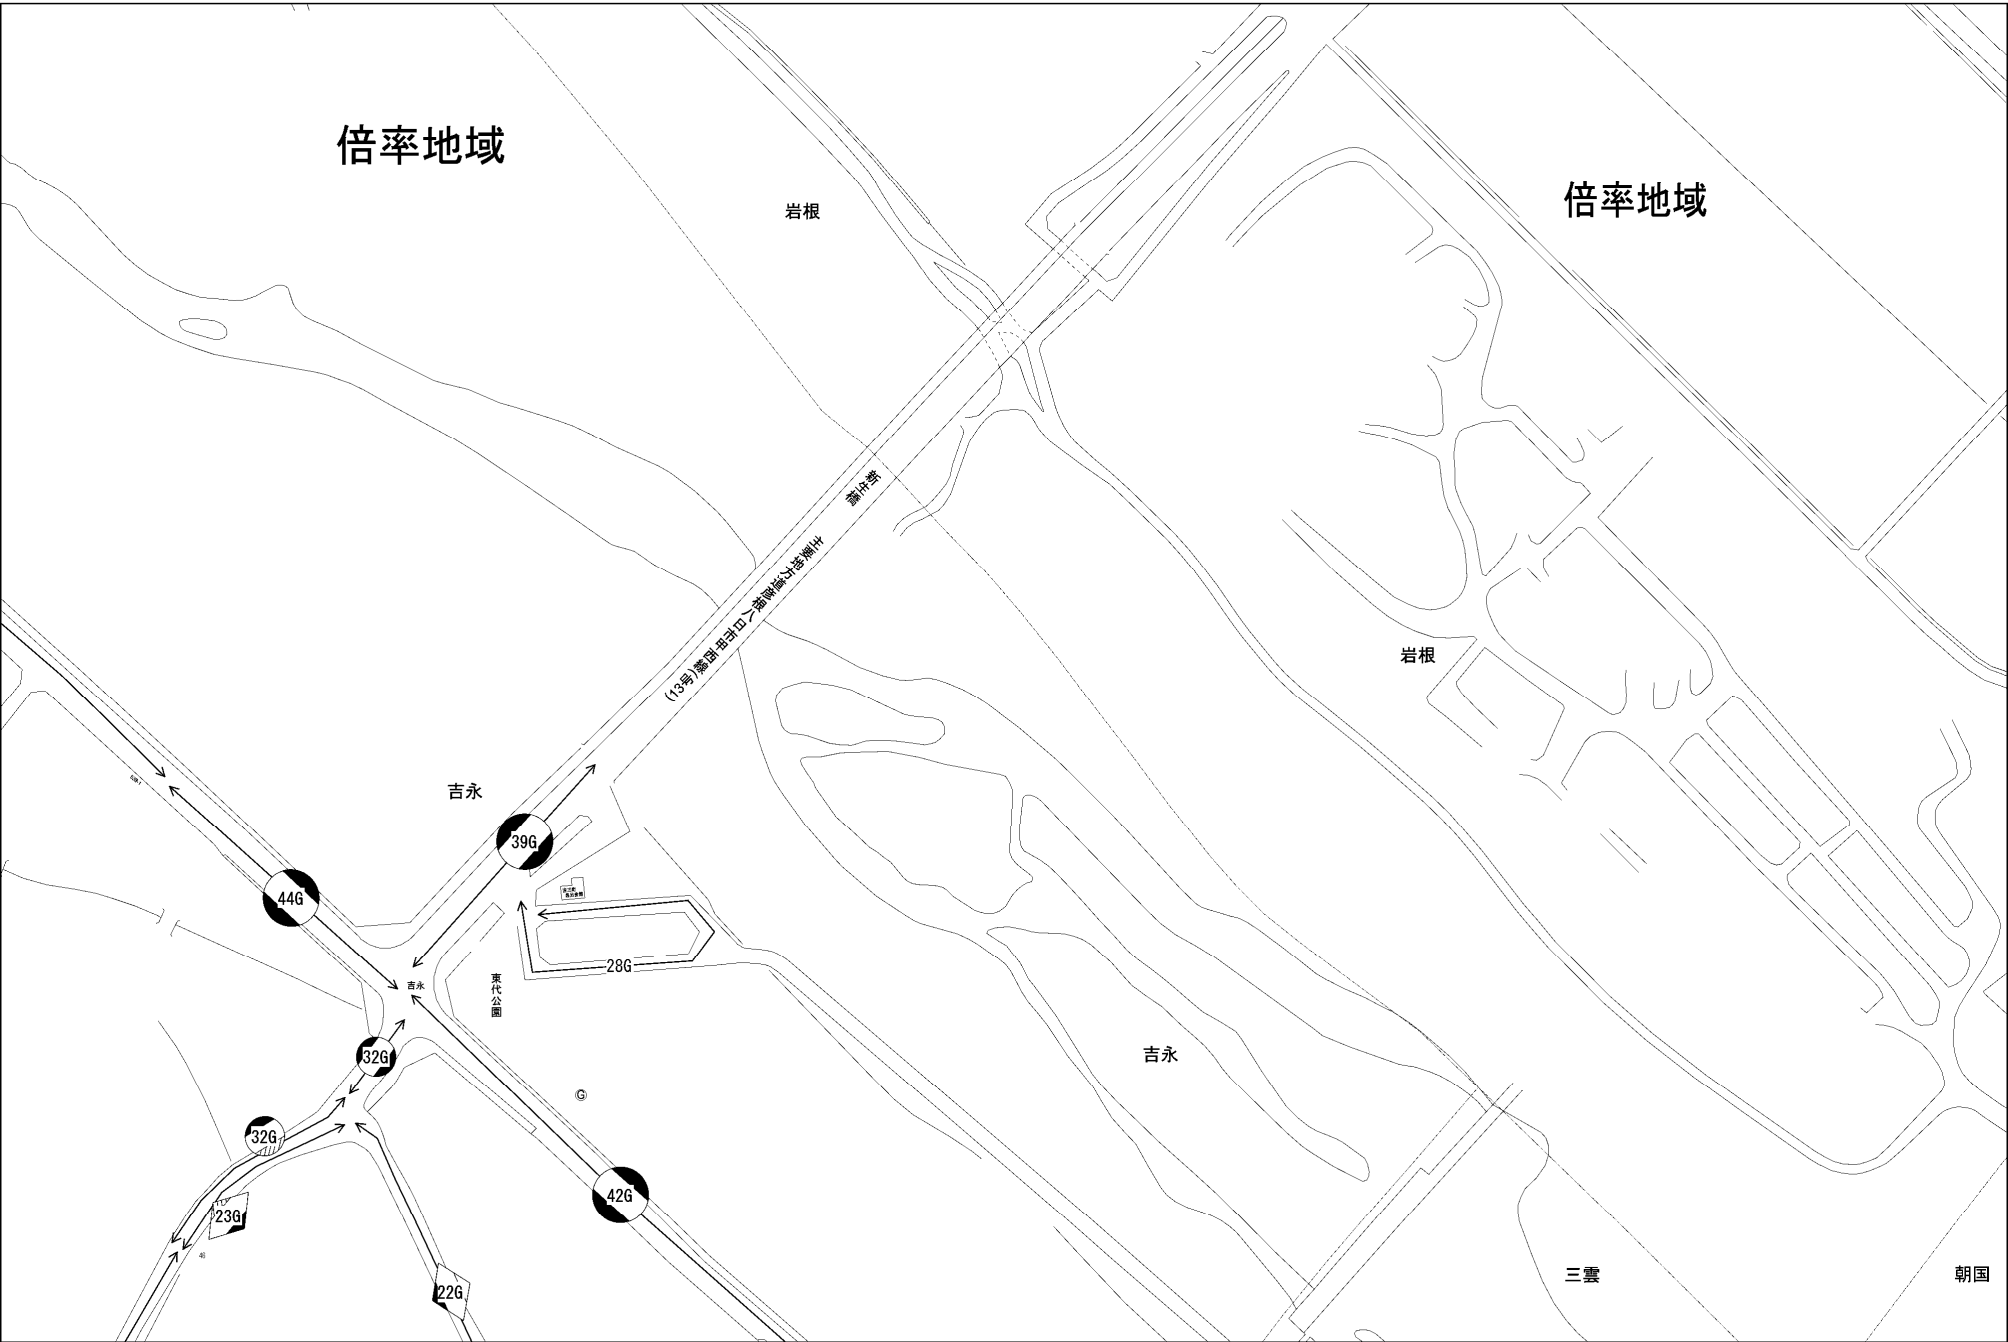 倍率地域
倍率地域
岩根
新生橋
主要地方道彦根八日市甲西線
(13号)
岩根
吉永
39G
44G
28G
吉永
東代公園
32G
吉永
G
32G
42G
23G
46
22G
三雲
朝国